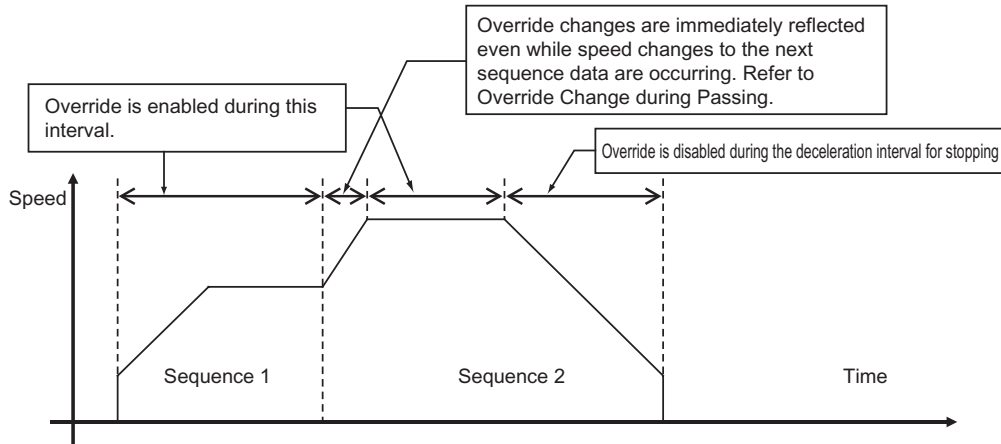 Override changes are immediately reflected
even while speed changes to the next
sequence data are occurring. Refer to
Override Change during Passing.
Override is enabled during this
interval.
Override is disabled during the deceleration interval for stopping
Speed
Sequence 1
Sequence 2
Time